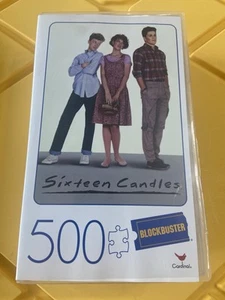 Sixteen Candles
500
BLOCKBUSTER
Cardinal